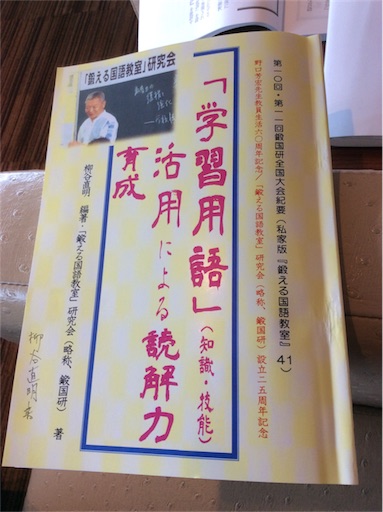 第一〇回・第一一回鍛国研全国大会紀要(私家版『鍛える国語教室』41)
野口芳宏先生教員生活六〇周年記念/「鍛える国語教室」研究会(略称、鍛国研)設立二五周年記念
「鍛える国語教室」研究会
「学習用語」(知識・技能)
活用による読解力
育成
柳谷直明 編著・「鍛える国語教室」研究会(略称、鍛国研) 著
柳谷直明